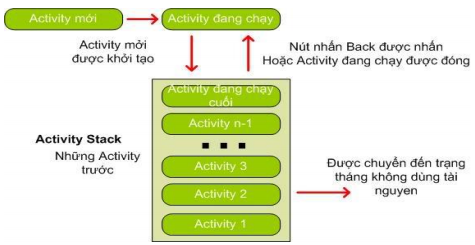 Activity mới
Activity đang chạy
Activity mới
được khởi tạo
Nút nhấn Back được nhấn
Hoặc Activity đang chạy được đóng
Activity đang chạy
cuối
Activity n-1
Activity Stack
Những Activity
trước
Activity 3
Activity 2
Activity 1
Được chuyển đến trạng
tháng không dùng tài
nguyen